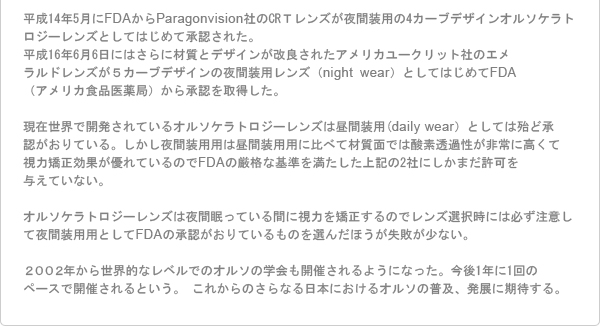 平成14年5月にFDAからParagonvision社のCRTレンズが夜間装用の4カーブデザインオルソケラト
ロジーレンズとしてはじめて承認された。
平成16年6月6日にはさらに材質とデザインが改良されたアメリカユークリット社のエメ
ラルドレンズが５カーブデザインの夜間装用レンズ（night wear）としてはじめてFDA
（アメリカ食品医薬局）から承認を取得した。
現在世界で開発されているオルソケラトロジーレンズは昼間装用(daily wear）としては殆ど承
認がおりている。しかし夜間装用用は昼間装用用に比べて材質面では酸素透過性が非常に高くて
視力矯正効果が優れているのでFDAの厳格な基準を満たした上記の2社にしかまだ許可を
与えていない。
オルソケラトロジーレンズは夜間眠っている間に視力を矯正するのでレンズ選択時には必ず注意し
て夜間装用用としてFDAの承認がおりているものを選んだほうが失敗が少ない。
２００２年から世界的なレベルでのオルソの学会も開催されるようになった。今後1年に1回の
ペースで開催されるという。 これからのさらなる日本におけるオルソの普及、発展に期待する。